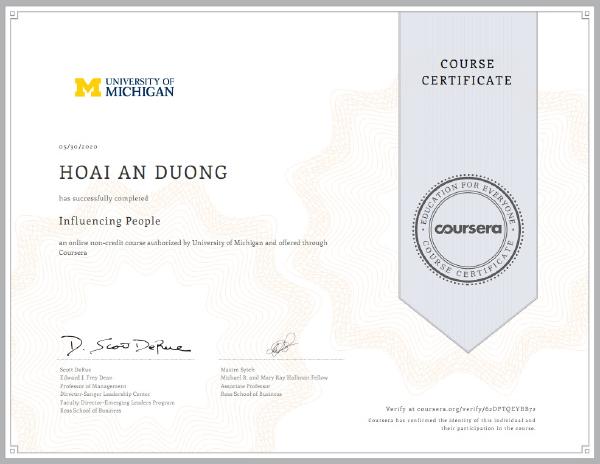 UNIVERSITY OF
MICHIGAN
COURSE
CERTIFICATE
05/30/2020
HOAI AN DUONG
has successfully completed
Influencing People
an online non-credit course authorized by University of Michigan and offered through
Coursera
EDUCATION FOR EVERYONE
coursera
COURSE CERTIFICATE
D. Scott DeRue
Scott DeRue
Edward J. Frey Dean
Professor of Management
Director-Sanger Leadership Center
Faculty Director-Emerging Leaders Program
Ross School of Business
Maxim Sytch
Michael R. and Mary Kay Hallman Fellow
Associate Professor
Ross School of Business
Verify at coursera.org/verify/
Coursera has confirmed the identity of this individual and
their participation in the course.